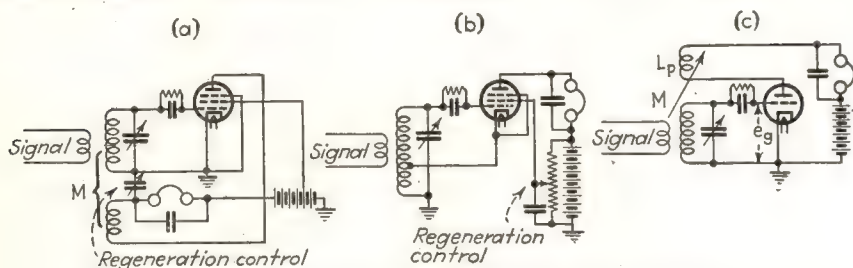 (a)
Signal
M
Regeneration control
(b)
Signal
Regeneration
control
(c)
Lp
M
Signal
eg